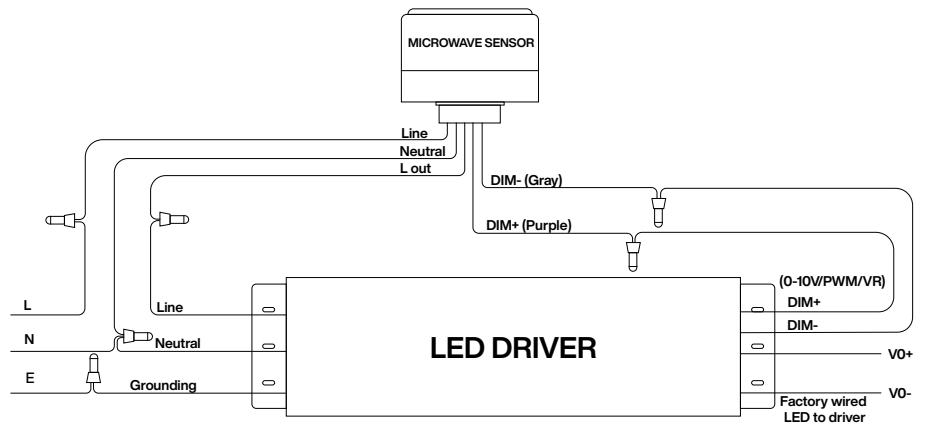 MICROWAVE SENSOR
Line
Neutral
L out
DIM- (Gray)
DIM+ (Purple)
(0-10V/PWM/VR)
L
Line
DIM+
DIM-
N
Neutral
LED DRIVER
V0+
E
Grounding
V0-
Factory wired
LED to driver